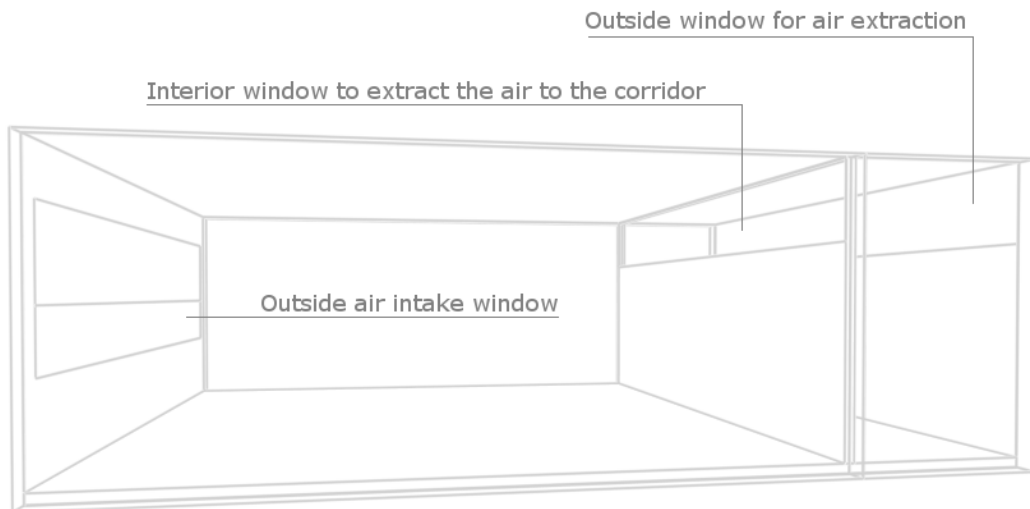 Outside window for air extraction
Interior window to extract the air to the corridor
Outside air intake window